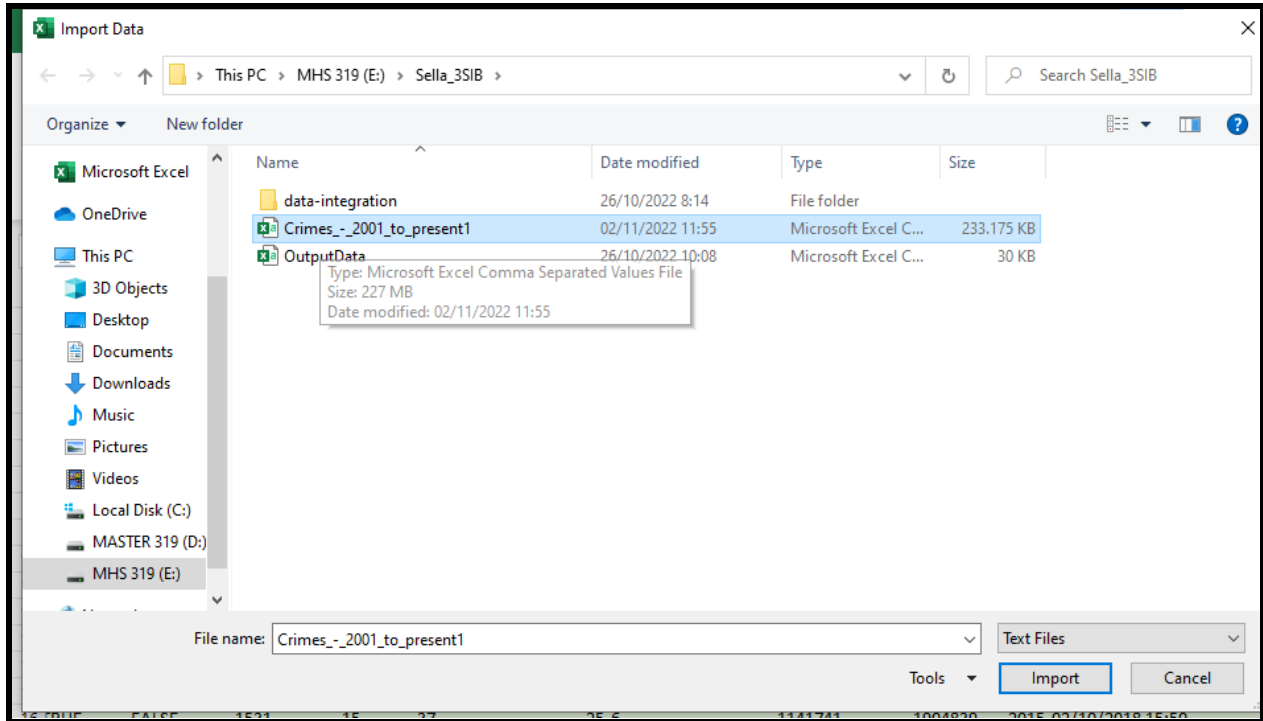 Import Data
This PC > MHS 319 (E:) > Sella_3SIB >
Search Sella_3SIB
Organize New folder
Name Date modified Type Size
data-integration 26/10/2022 8:14 File folder
Crimes_-_2001_to_present1 02/11/2022 11:55 Microsoft Excel C... 233.175 KB
OutputData 26/10/2022 10:08 Microsoft Excel C... 30 KB
Type: Microsoft Excel Comma Separated Values File
Size: 227 MB
Date modified: 02/11/2022 11:55
Microsoft Excel
OneDrive
This PC
3D Objects
Desktop
Documents
Downloads
Music
Pictures
Videos
Local Disk (C:)
MASTER 319 (D:)
MHS 319 (E:)
File name: Crimes_-_2001_to_present1 Text Files
Tools Import Cancel